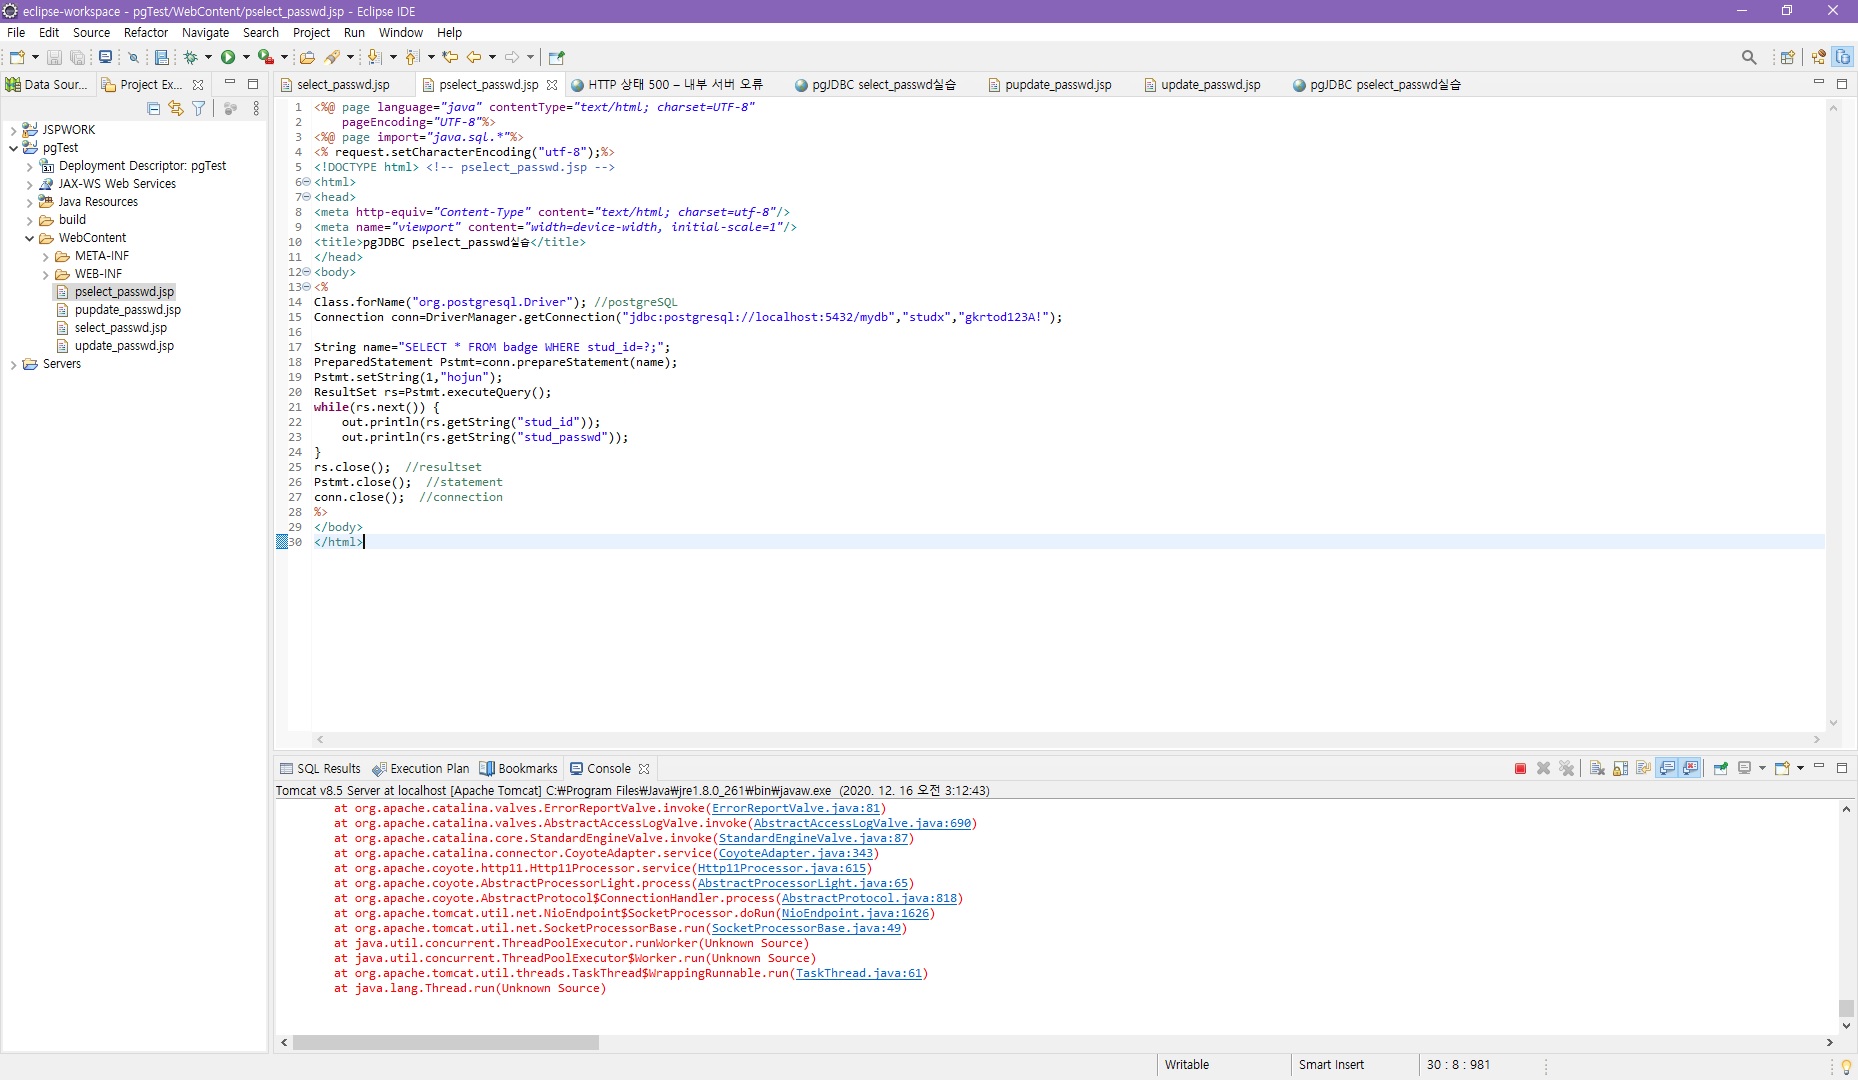 eclipse-workspace - pgTest/WebContent/pselect_passwd.jsp - Eclipse IDE
File Edit Source Refactor Navigate Search Project Run Window Help
Data Sour... Project Ex...
select_passwd.jsp pselect_passwd.jsp HTTP 상태 500 – 내부 서버 오류 pgJDBC select_passwd실습 pupdate_passwd.jsp update_passwd.jsp pgJDBC pselect_passwd실습
JSPWORK
pgTest
Deployment Descriptor: pgTest
JAX-WS Web Services
Java Resources
build
WebContent
META-INF
WEB-INF
pselect_passwd.jsp
pupdate_passwd.jsp
select_passwd.jsp
update_passwd.jsp
Servers
1 <%@ page language="java" contentType="text/html; charset=UTF-8"
2 pageEncoding="UTF-8"%>
3 <%@ page import="java.sql.*"%>
4 <% request.setCharacterEncoding("utf-8");%>
5 <!DOCTYPE html> <!-- pselect_passwd.jsp -->
6 <html>
7 <head>
8 <meta http-equiv="Content-Type" content="text/html; charset=utf-8"/>
9 <meta name="viewport" content="width=device-width, initial-scale=1"/>
10 <title>pgJDBC pselect_passwd실습</title>
11 </head>
12 <body>
13 <%
14 Class.forName("org.postgresql.Driver"); //postgreSQL
15 Connection conn=DriverManager.getConnection("jdbc:postgresql://localhost:5432/mydb","studx","gkrtod123A!");
16
17 String name="SELECT * FROM badge WHERE stud_id=?;";
18 PreparedStatement Pstmt=conn.prepareStatement(name);
19 Pstmt.setString(1,"hojun");
20 ResultSet rs=Pstmt.executeQuery();
21 while(rs.next()) {
22 out.println(rs.getString("stud_id"));
23 out.println(rs.getString("stud_passwd"));
24 }
25 rs.close(); //resultset
26 Pstmt.close(); //statement
27 conn.close(); //connection
28 %>
29 </body>
30 </html>
SQL Results Execution Plan Bookmarks Console
Tomcat v8.5 Server at localhost [Apache Tomcat] C:₩Program Files₩Java₩jre1.8.0_261₩bin₩javaw.exe (2020. 12. 16 오전 3:12:43)
at org.apache.catalina.valves.ErrorReportValve.invoke(ErrorReportValve.java:81)
at org.apache.catalina.valves.AbstractAccessLogValve.invoke(AbstractAccessLogValve.java:690)
at org.apache.catalina.core.StandardEngineValve.invoke(StandardEngineValve.java:87)
at org.apache.catalina.connector.CoyoteAdapter.service(CoyoteAdapter.java:343)
at org.apache.coyote.http11.Http11Processor.service(Http11Processor.java:615)
at org.apache.coyote.AbstractProcessorLight.process(AbstractProcessorLight.java:65)
at org.apache.coyote.AbstractProtocol$ConnectionHandler.process(AbstractProtocol.java:818)
at org.apache.tomcat.util.net.NioEndpoint$SocketProcessor.doRun(NioEndpoint.java:1626)
at org.apache.tomcat.util.net.SocketProcessorBase.run(SocketProcessorBase.java:49)
at java.util.concurrent.ThreadPoolExecutor.runWorker(Unknown Source)
at java.util.concurrent.ThreadPoolExecutor$Worker.run(Unknown Source)
at org.apache.tomcat.util.threads.TaskThread$WrappingRunnable.run(TaskThread.java:61)
at java.lang.Thread.run(Unknown Source)
Writable Smart Insert 30 : 8 : 981